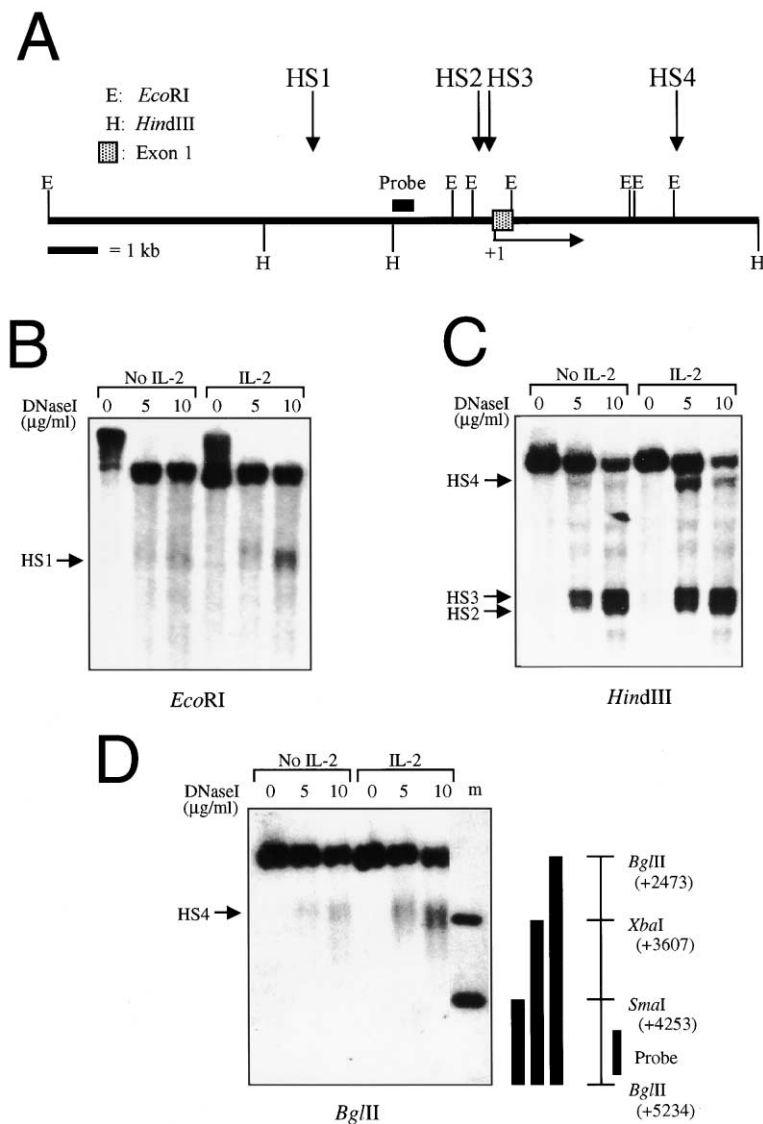 A
HS1 HS2 HS3 HS4
E: EcoRI
H: HindIII
: Exon 1
E Probe E E E EE E
= 1 kb H H +1 H
B
No IL-2 IL-2
DNaseI 0 5 10 0 5 10
(µg/ml)
HS1
EcoRI
C
No IL-2 IL-2
DNaseI 0 5 10 0 5 10
(µg/ml)
HS4
HS3
HS2
HindIII
D
No IL-2 IL-2
DNaseI 0 5 10 0 5 10 m
(µg/ml)
HS4
BglII
BglII
(+2473)
XbaI
(+3607)
SmaI
(+4253)
Probe
BglII
(+5234)